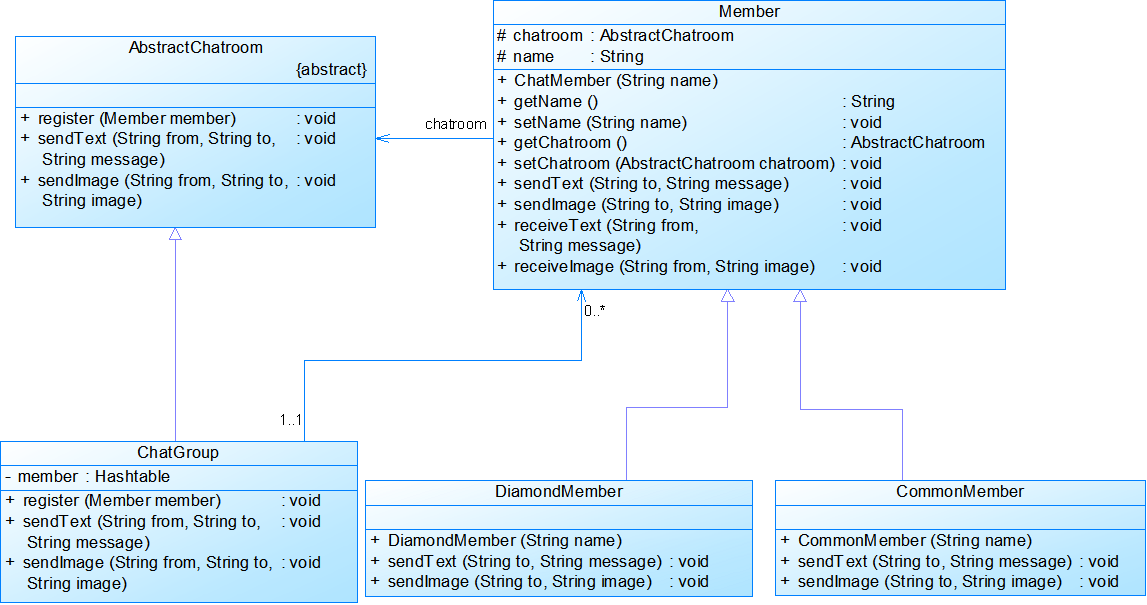 AbstractChatroom
{abstract}
+ register (Member member) : void
+ sendText (String from, String to, : void
String message)
+ sendImage (String from, String to, : void
String image)
chatroom
Member
# chatroom : AbstractChatroom
# name : String
+ ChatMember (String name)
+ getName () : String
+ setName (String name) : void
+ getChatroom () : AbstractChatroom
+ setChatroom (AbstractChatroom chatroom) : void
+ sendText (String to, String message) : void
+ sendImage (String to, String image) : void
+ receiveText (String from, : void
String message)
+ receiveImage (String from, String image) : void
0..*
1..1
ChatGroup
- member : Hashtable
+ register (Member member) : void
+ sendText (String from, String to, : void
String message)
+ sendImage (String from, String to, : void
String image)
DiamondMember
+ DiamondMember (String name)
+ sendText (String to, String message) : void
+ sendImage (String to, String image) : void
CommonMember
+ CommonMember (String name)
+ sendText (String to, String message) : void
+ sendImage (String to, String image) : void